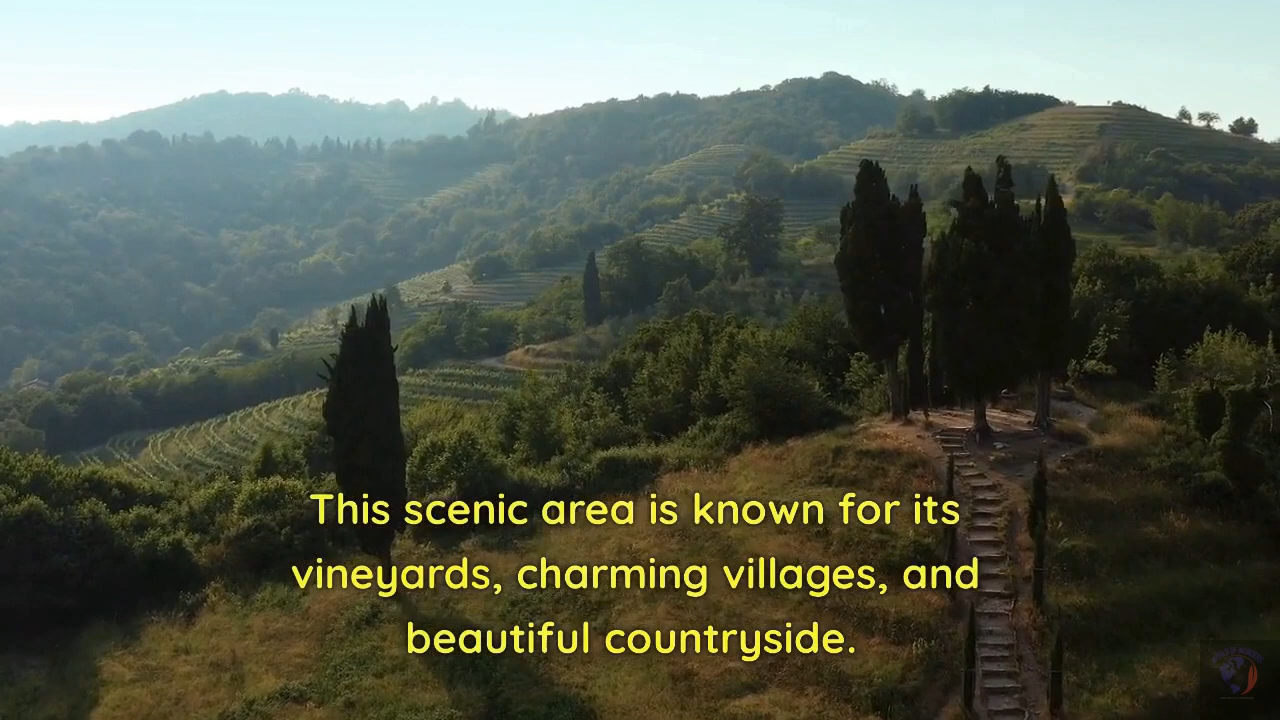 This scenic area is known for its
vineyards, charming villages, and
beautiful countryside.